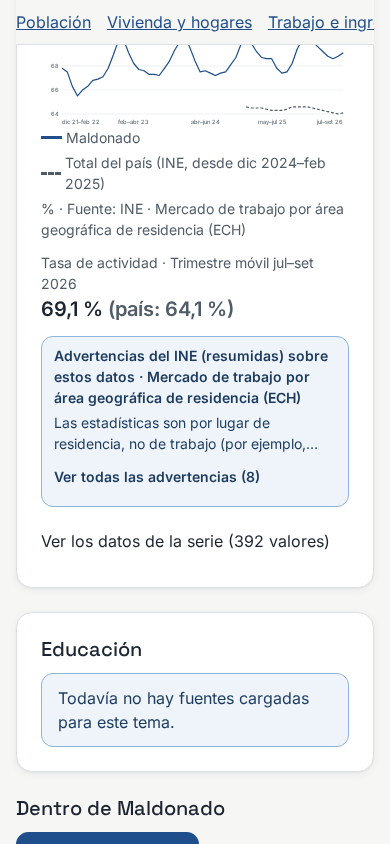 Población Vivienda y hogares Trabajo e ingr
68
66
64
dic 21–feb 22 feb–abr 23 abr–jun 24 may–jul 25 jul–set 26
Maldonado
Total del país (INE, desde dic 2024–feb
2025)
% · Fuente: INE · Mercado de trabajo por área
geográfica de residencia (ECH)
Tasa de actividad · Trimestre móvil jul–set
2026
69,1 % (país: 64,1 %)
Advertencias del INE (resumidas) sobre
estos datos · Mercado de trabajo por
área geográfica de residencia (ECH)
Las estadísticas son por lugar de
residencia, no de trabajo (por ejemplo,...
Ver todas las advertencias (8)
Ver los datos de la serie (392 valores)
Educación
Todavía no hay fuentes cargadas
para este tema.
Dentro de Maldonado